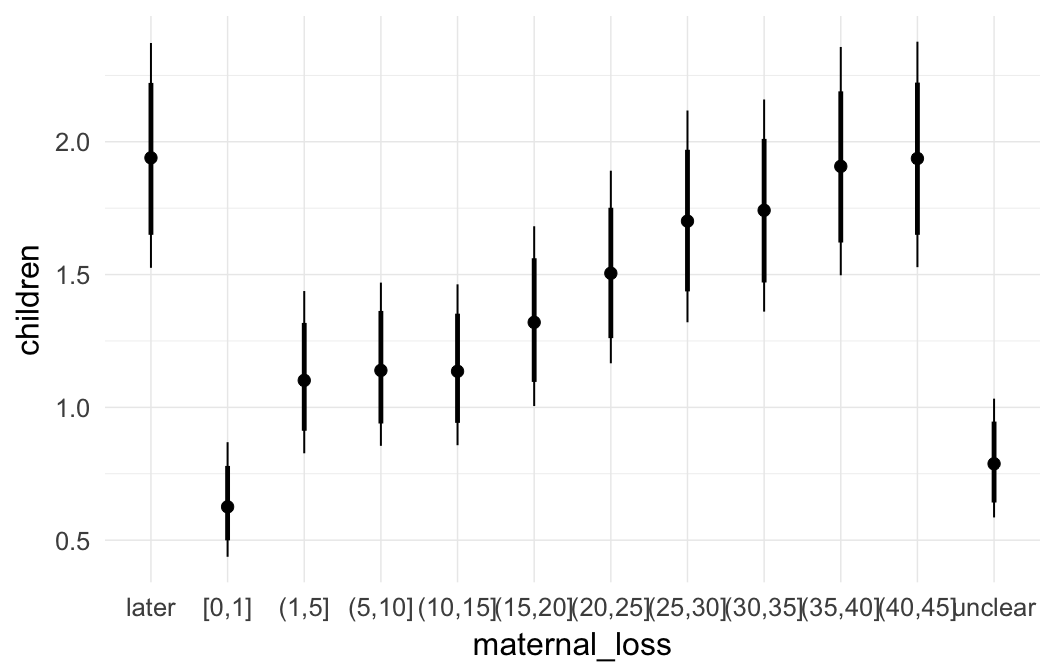 2.0
1.5
1.0
0.5
children
later [0,1] (1,5] (5,10] (10,15] (15,20] (20,25] (25,30] (30,35] (35,40] (40,45] unclear
maternal_loss